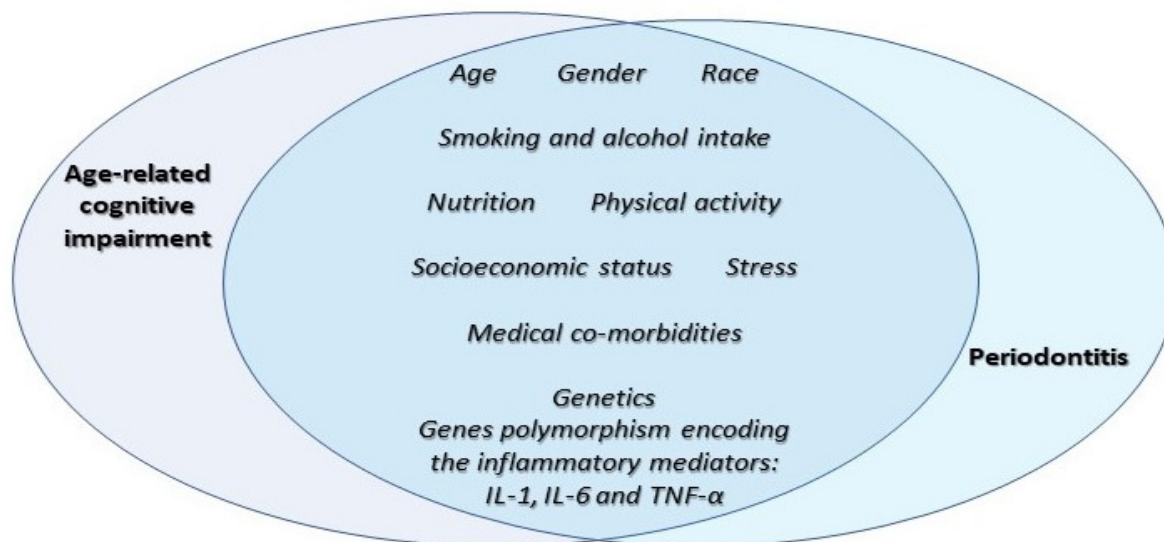 Age Gender Race
Smoking and alcohol intake
Age-related
cognitive
impairment
Nutrition Physical activity
Socioeconomic status Stress
Medical co-morbidities
Periodontitis
Genetics
Genes polymorphism encoding
the inflammatory mediators:
IL-1, IL-6 and TNF-α